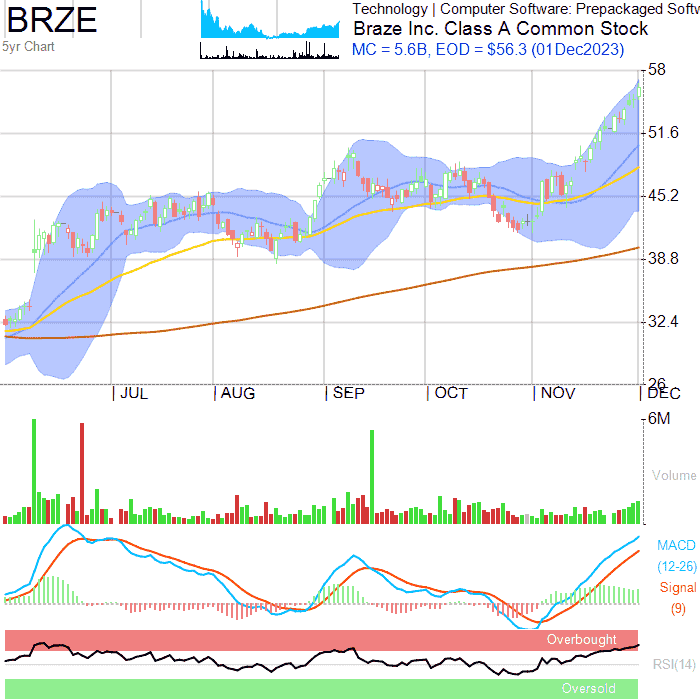 BRZE
5yr Chart
Technology | Computer Software: Prepackaged Softw
Braze Inc. Class A Common Stock
MC = 5.6B, EOD = $56.3 (01Dec2023)
58
51.6
45.2
38.8
32.4
26
| JUL | AUG | SEP | OCT | NOV | DEC
6M
Volume
MACD
(12-26)
Signal
(9)
Overbought
RSI(14)
Oversold